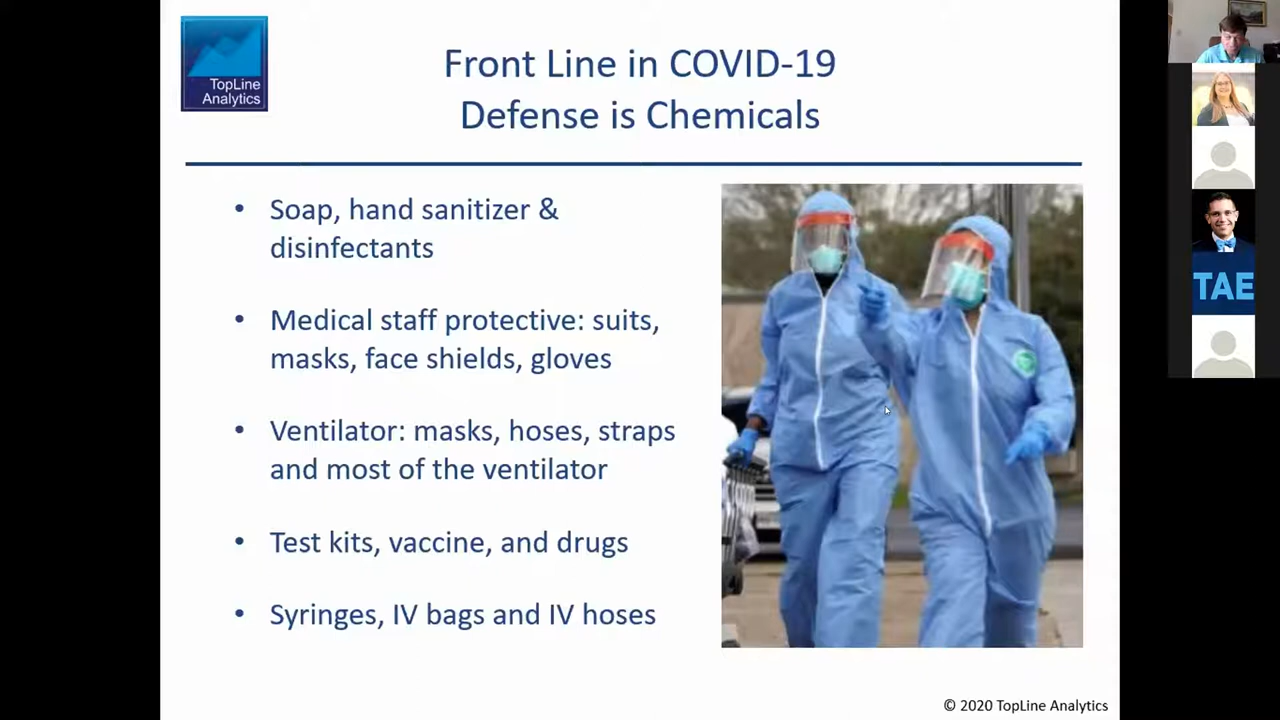 TopLine
Analytics
Front Line in COVID-19
Defense is Chemicals
• Soap, hand sanitizer &
disinfectants
• Medical staff protective: suits,
masks, face shields, gloves
• Ventilator: masks, hoses, straps
and most of the ventilator
• Test kits, vaccine, and drugs
• Syringes, IV bags and IV hoses
© 2020 TopLine Analytics
TAE